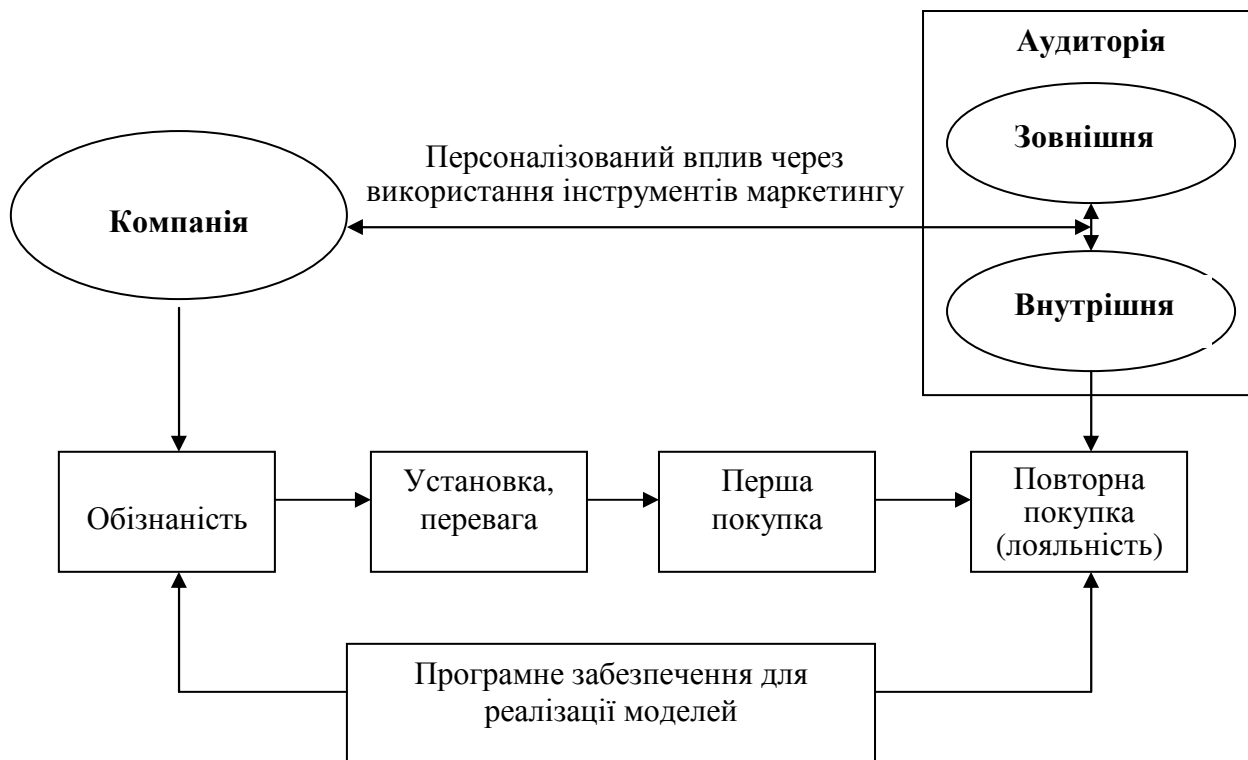 Аудиторія
Зовнішня
Персоналізований вплив через
використання інструментів маркетингу
Компанія
Внутрішня
Обізнаність
Установка,
перевага
Перша
покупка
Повторна
покупка
(лояльність)
Програмне забезпечення для
реалізації моделей